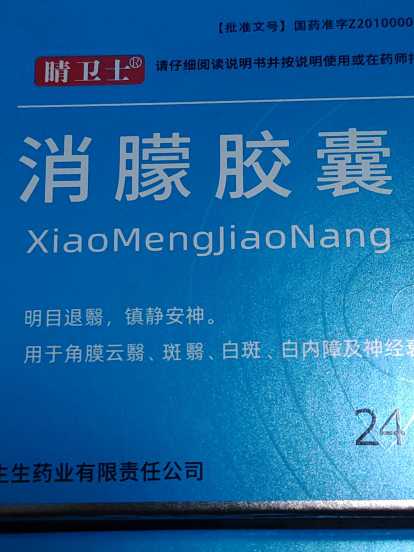 【批准文号】国药准字Z2010000
睛卫士®
请仔细阅读说明书并按说明使用或在药师
消朦胶囊
XiaoMengJiaoNang
明目退翳，镇静安神。
用于角膜云翳、斑翳、白斑、白内障及神经衰
24
生生药业有限责任公司